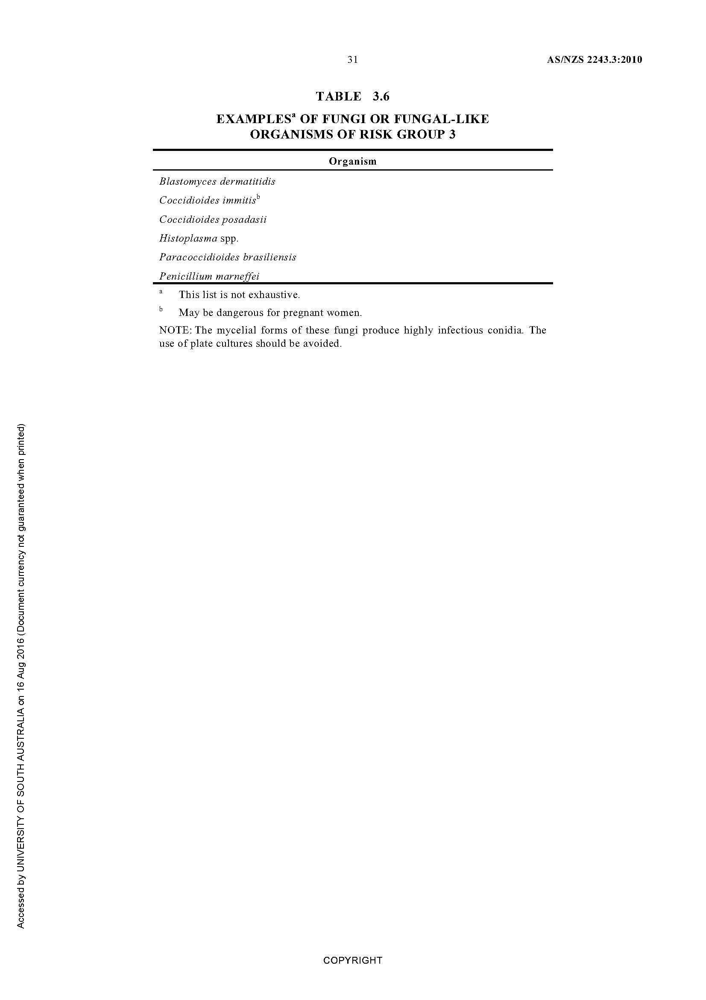 31
AS/NZS 2243.3:2010
TABLE 3.6
EXAMPLESᵃ OF FUNGI OR FUNGAL-LIKE
ORGANISMS OF RISK GROUP 3
Organism
Blastomyces dermatitidis
Coccidioides immitisᵇ
Coccidioides posadasii
Histoplasma spp.
Paracoccidioides brasiliensis
Penicillium marneffei
ᵃ This list is not exhaustive.
ᵇ May be dangerous for pregnant women.
NOTE: The mycelial forms of these fungi produce highly infectious conidia. The
use of plate cultures should be avoided.
Accessed by UNIVERSITY OF SOUTH AUSTRALIA on 16 Aug 2016 (Document currency not guaranteed when printed)
COPYRIGHT